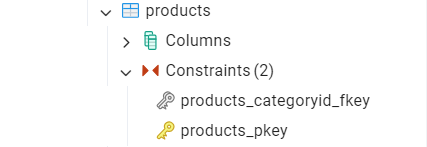 products
Columns
Constraints (2)
products_categoryid_fkey
products_pkey